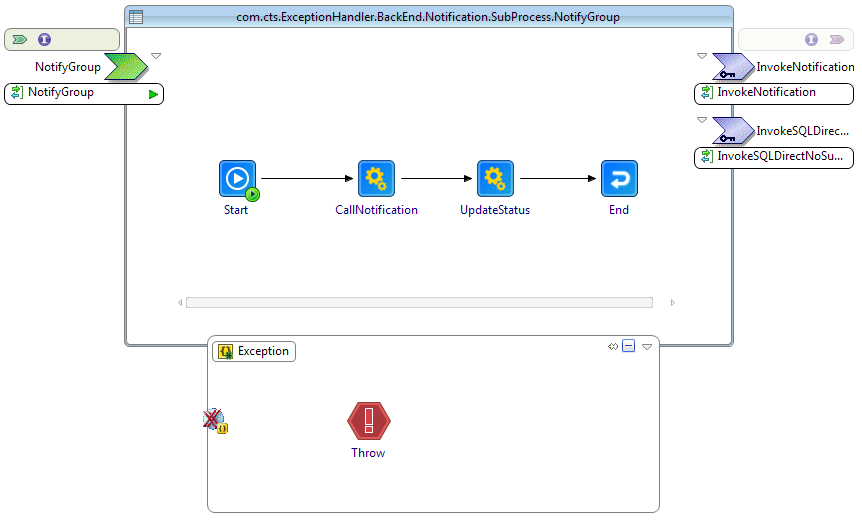 com.cts.ExceptionHandler.BackEnd.Notification.SubProcess.NotifyGroup
NotifyGroup
NotifyGroup
InvokeNotification
InvokeNotification
InvokeSQLDirec...
InvokeSQLDirectNoSu...
Start
CallNotification
UpdateStatus
End
Exception
Throw